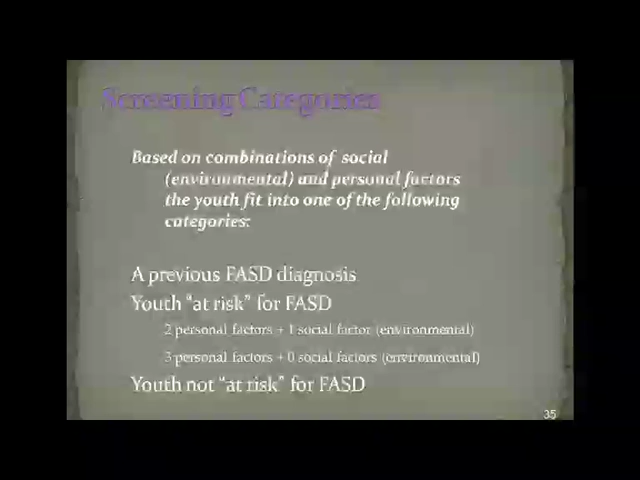 Screening Categories
Based on combinations of social
(environmental) and personal factors
the youth fit into one of the following
categories:
A previous FASD diagnosis
Youth "at risk" for FASD
2 personal factors + 1 social factor (environmental)
3 personal factors + 0 social factors (environmental)
Youth not "at risk" for FASD
35